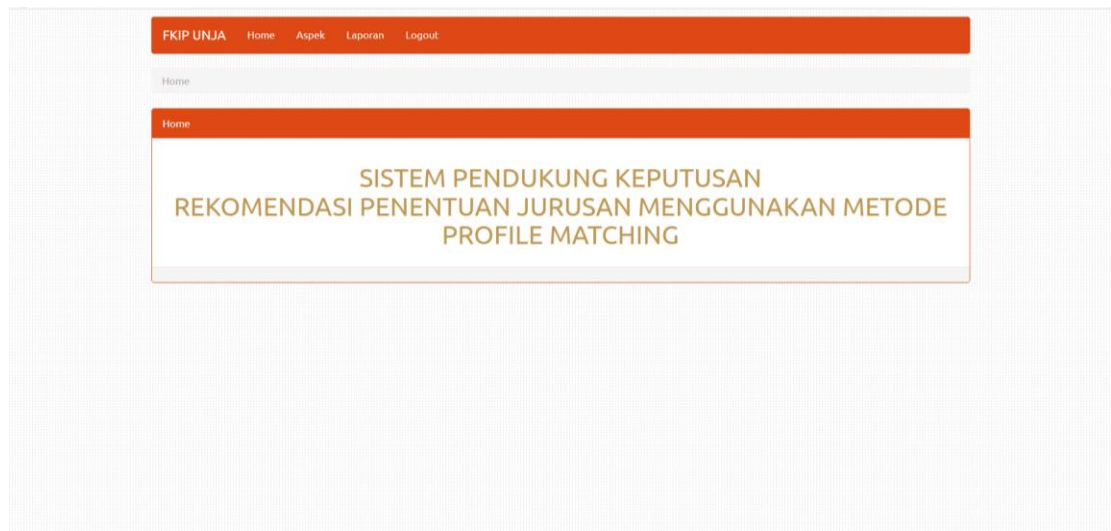 FKIP UNJA Home Aspek Laporan Logout
Home
Home
SISTEM PENDUKUNG KEPUTUSAN
REKOMENDASI PENENTUAN JURUSAN MENGGUNAKAN METODE
PROFILE MATCHING